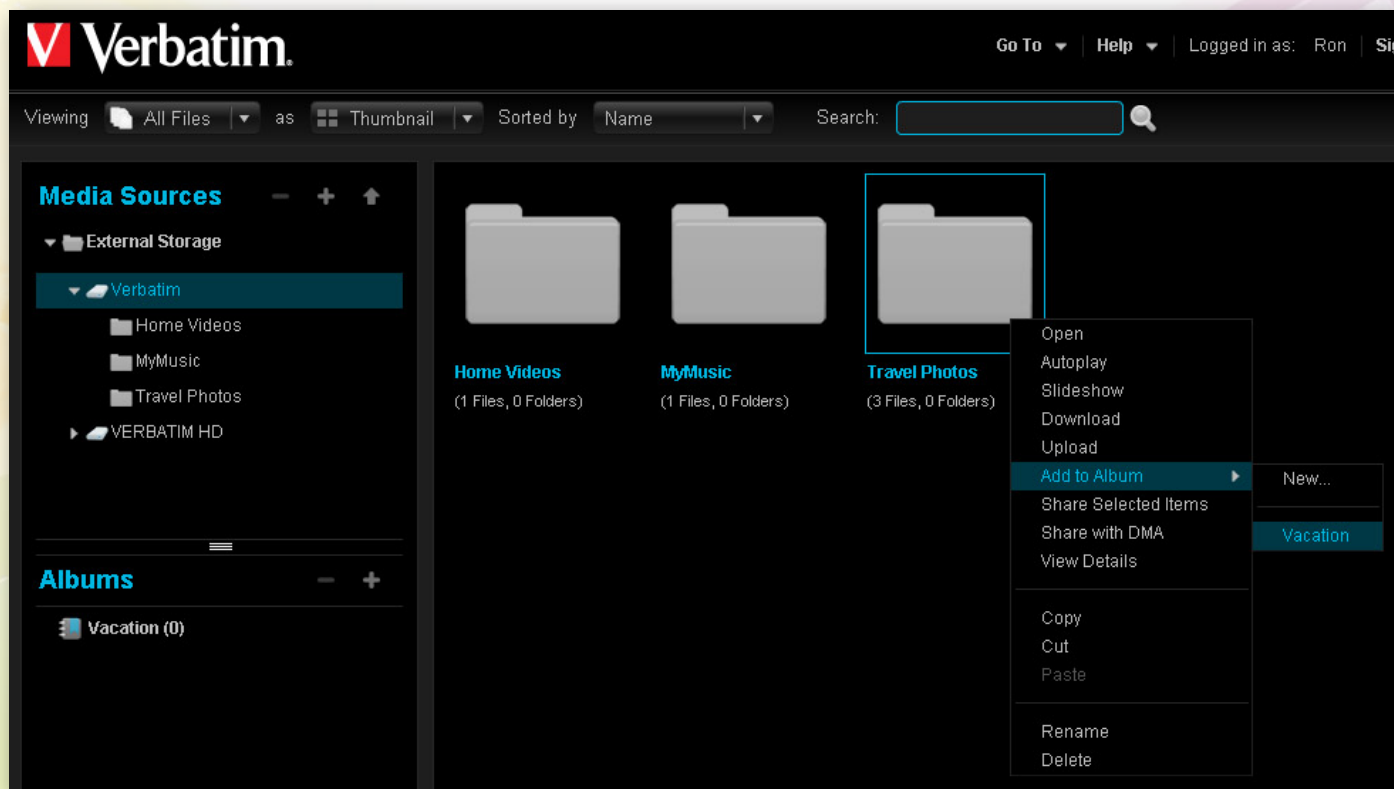 Verbatim.
Go To Help Logged in as: Ron
Viewing All Files as Thumbnail Sorted by Name Search:
Media Sources
External Storage
Verbatim
Home Videos
MyMusic
Travel Photos
VERBATIM HD
Albums
Vacation (0)
Home Videos
(1 Files, 0 Folders)
MyMusic
(1 Files, 0 Folders)
Travel Photos
(3 Files, 0 Folders)
Open
Autoplay
Slideshow
Download
Upload
Add to Album
Share Selected Items
Share with DMA
View Details
Copy
Cut
Paste
Rename
Delete
New...
Vacation